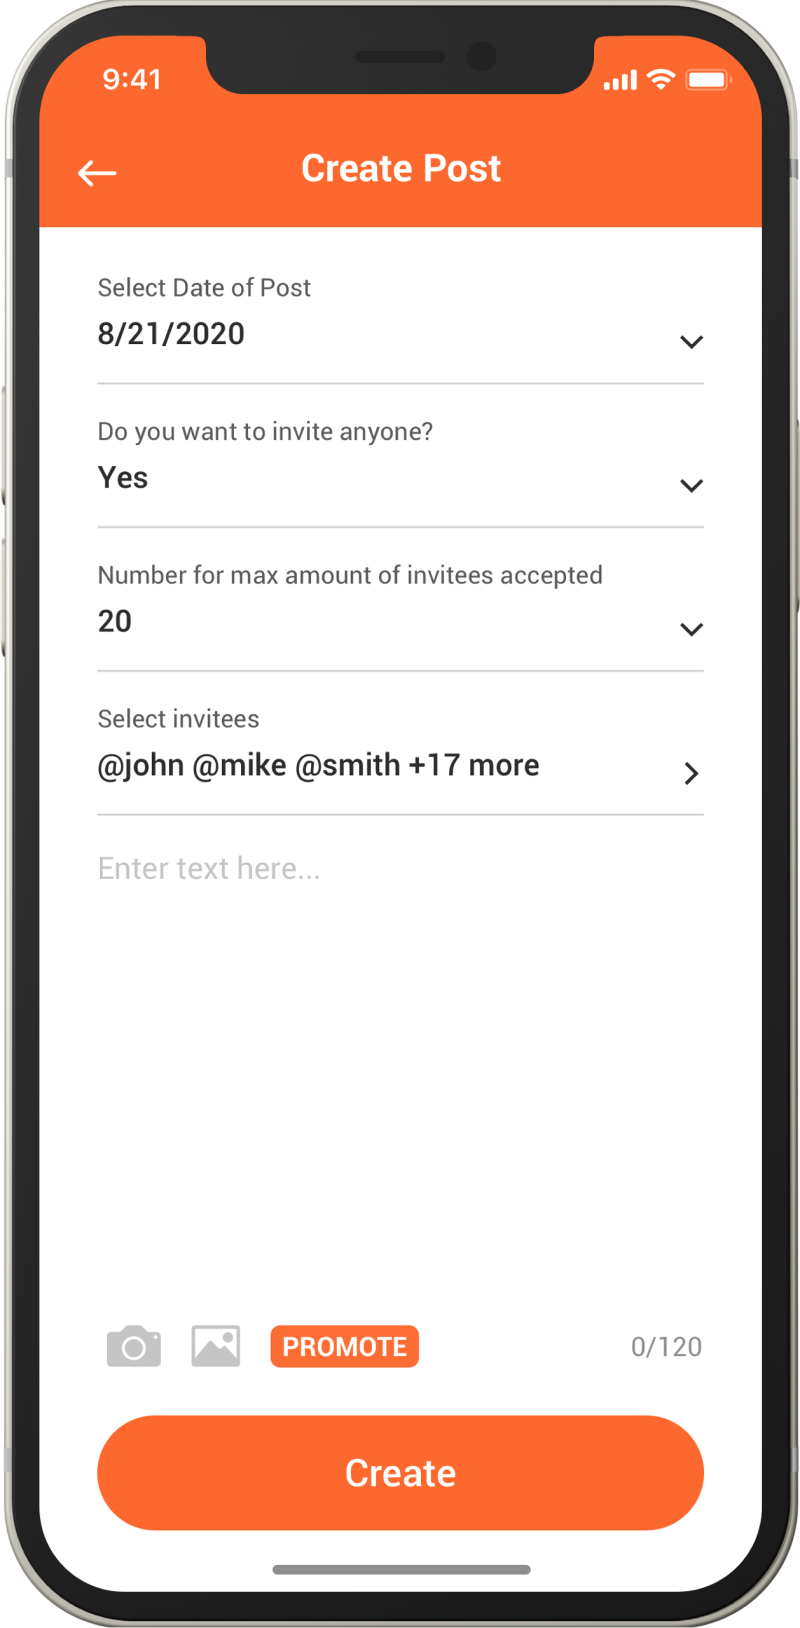 9:41
Create Post
Select Date of Post
8/21/2020
Do you want to invite anyone?
Yes
Number for max amount of invitees accepted
20
Select invitees
@john @mike @smith +17 more
Enter text here...
PROMOTE 0/120
Create